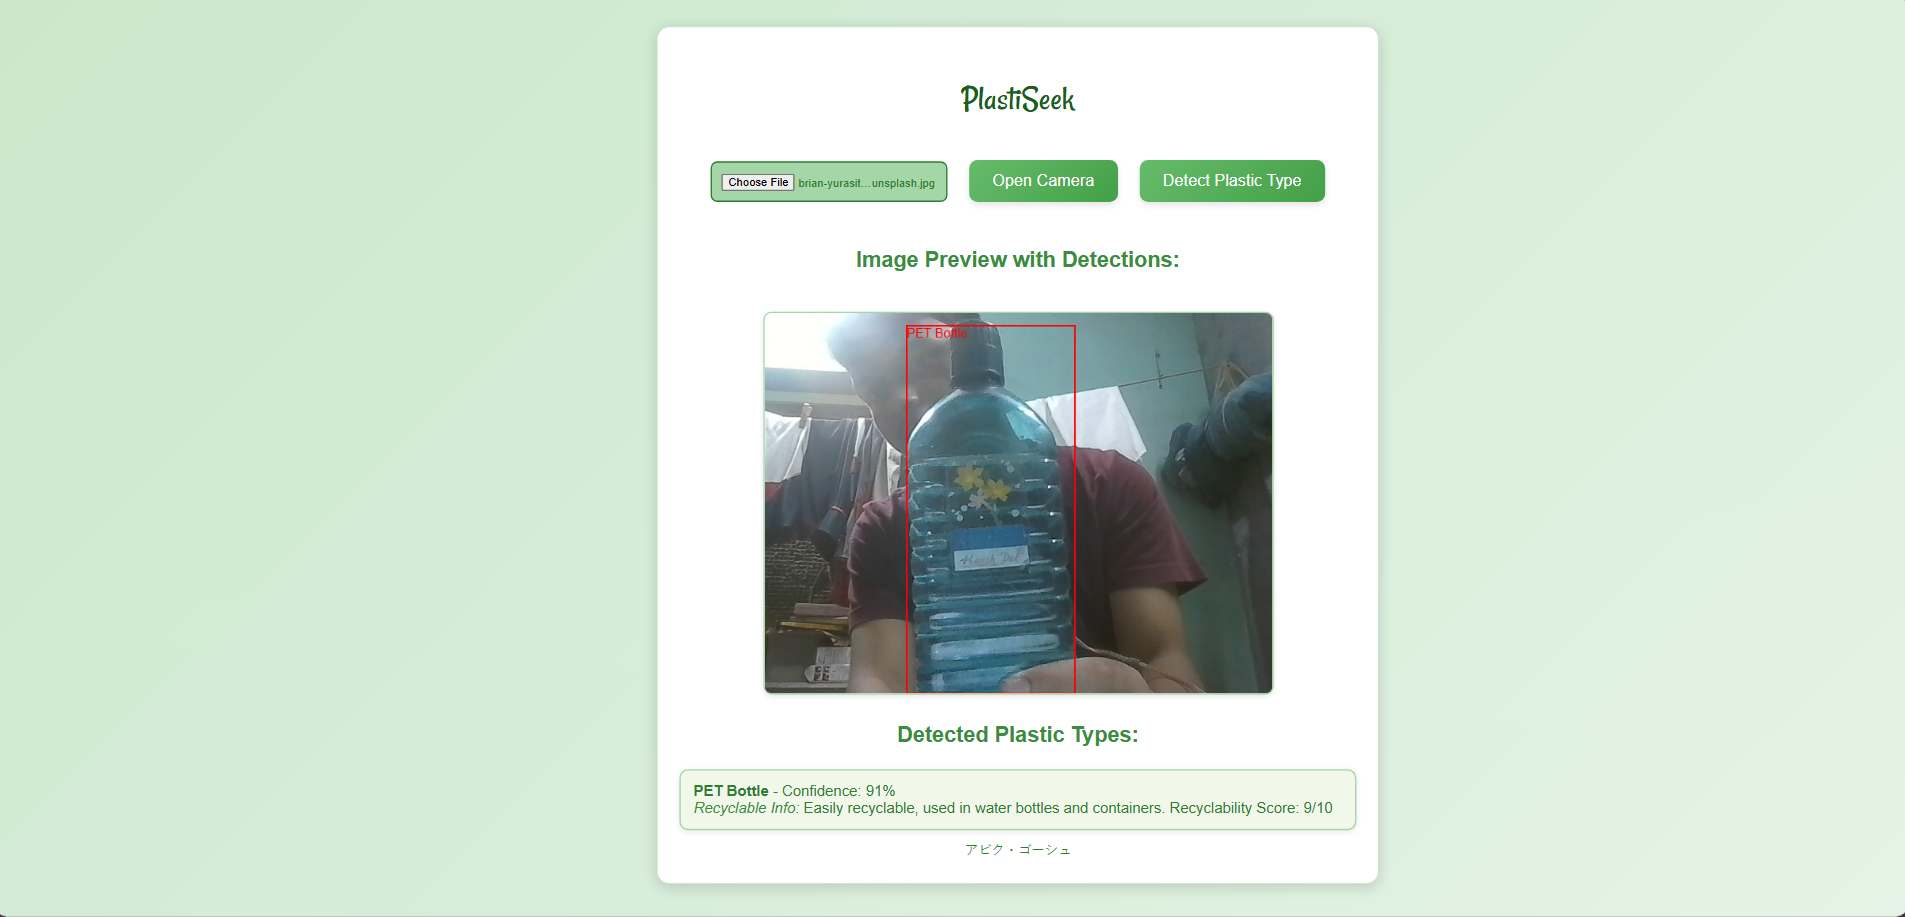 PlastiSeek
Choose File brian-yurasit...unsplash.jpg
Open Camera
Detect Plastic Type
Image Preview with Detections:
PET Bottle
Detected Plastic Types:
PET Bottle - Confidence: 91%
Recyclable Info: Easily recyclable, used in water bottles and containers. Recyclability Score: 9/10
アビク・ゴーシュ